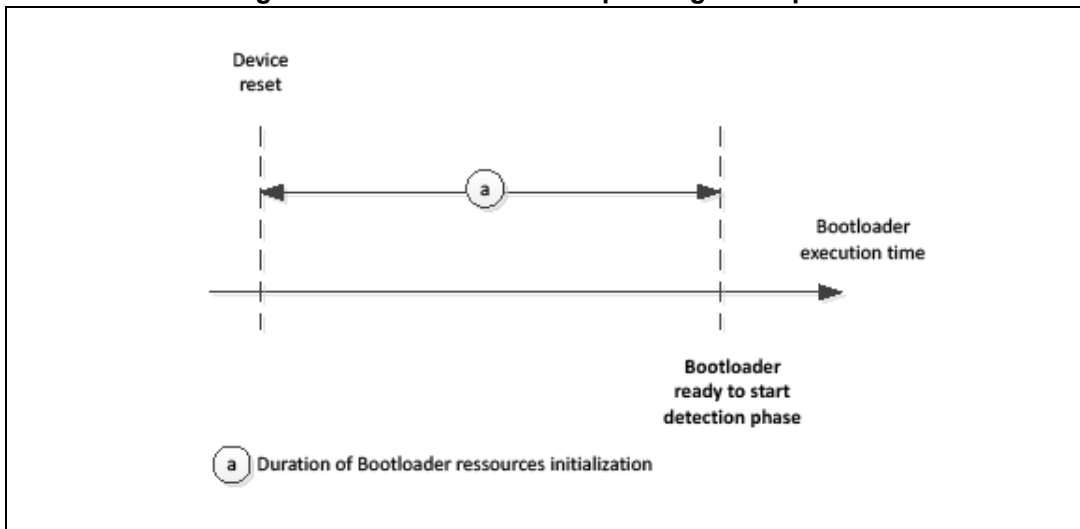 Device
reset
a
Bootloader
execution time
Bootloader
ready to start
detection phase
a Duration of Bootloader ressources initialization